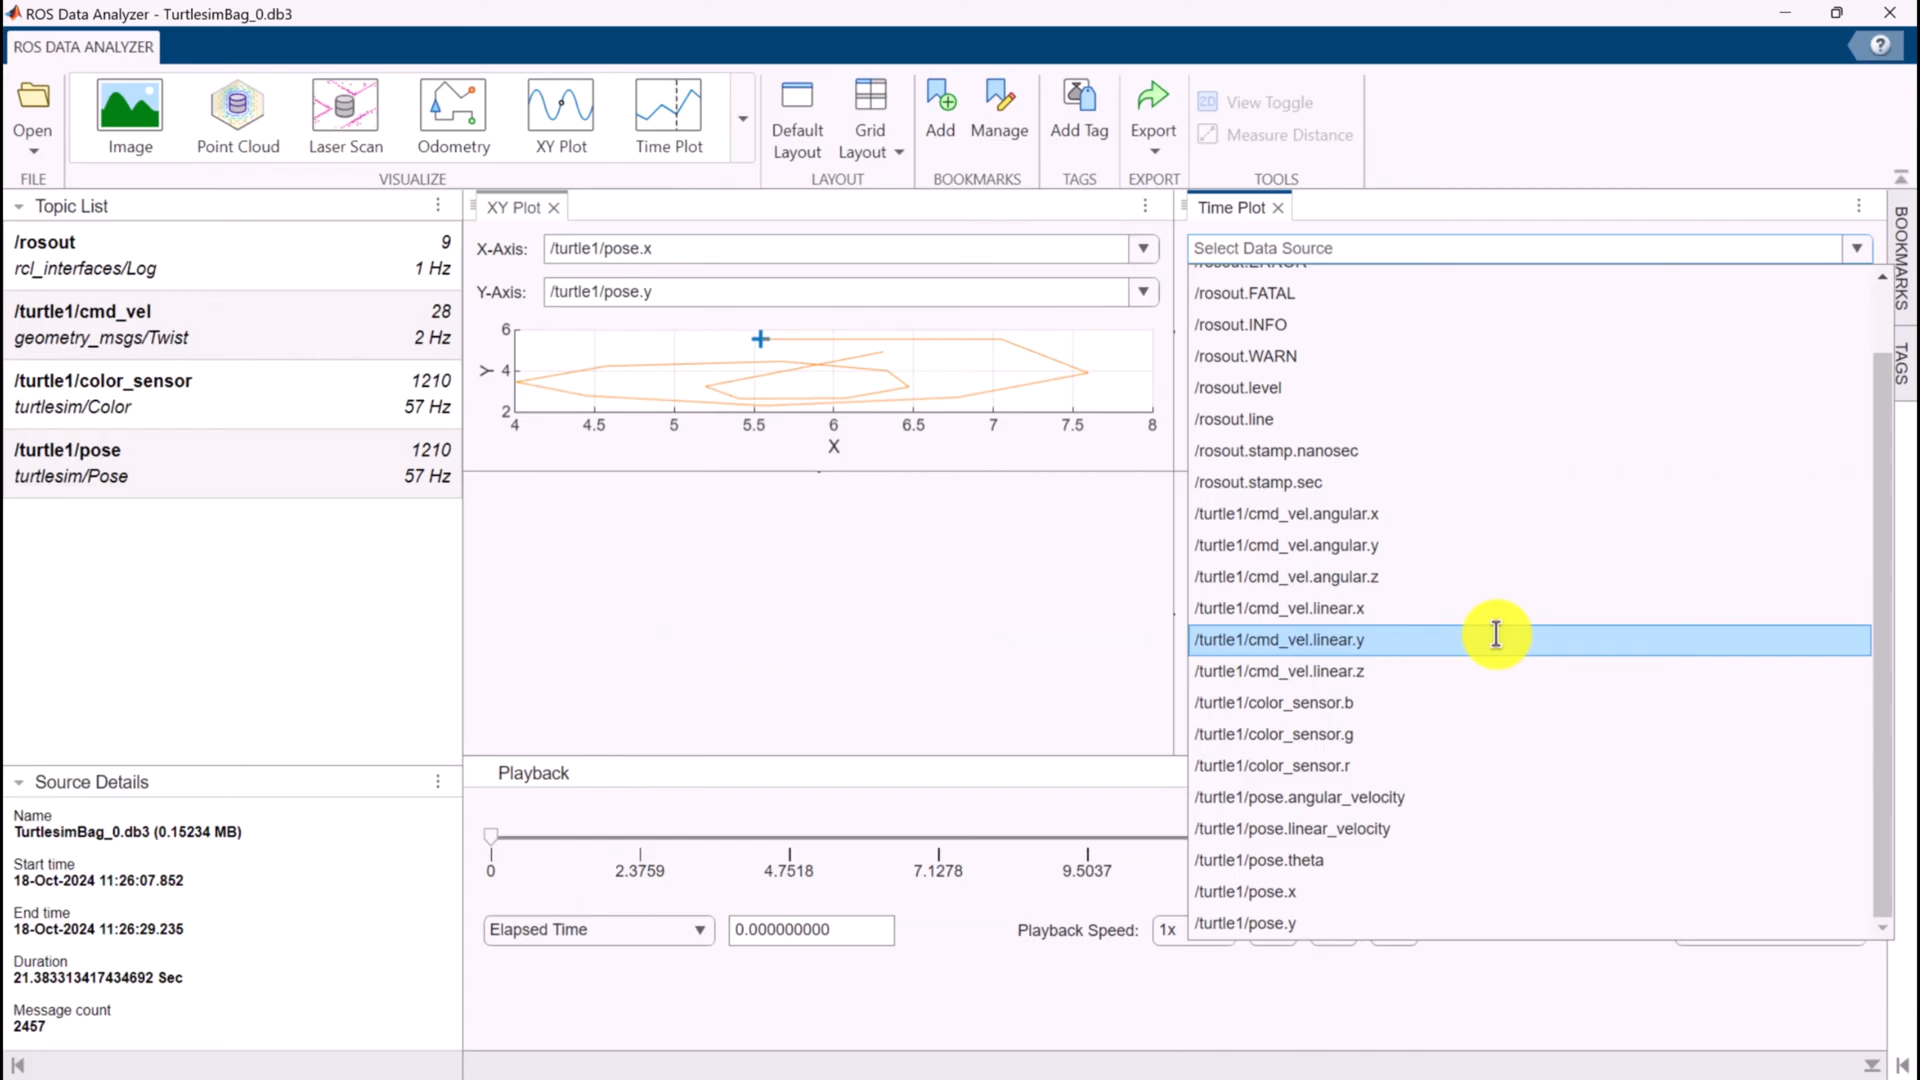 ROS Data Analyzer - TurtlesimBag_0.db3
ROS DATA ANALYZER
?
Open
Image
Point Cloud
Laser Scan
Odometry
XY Plot
Time Plot
Default
Layout
Grid
Layout
Add
Manage
Add Tag
Export
2D View Toggle
Measure Distance
FILE
VISUALIZE
LAYOUT
BOOKMARKS
TAGS
EXPORT
TOOLS
Topic List
/rosout 9
rcl_interfaces/Log 1 Hz
/turtle1/cmd_vel 28
geometry_msgs/Twist 2 Hz
/turtle1/color_sensor 1210
turtlesim/Color 57 Hz
/turtle1/pose 1210
turtlesim/Pose 57 Hz
Source Details
Name
TurtlesimBag_0.db3 (0.15234 MB)
Start time
18-Oct-2024 11:26:07.852
End time
18-Oct-2024 11:26:29.235
Duration
21.383313417434692 Sec
Message count
2457
XY Plot
X-Axis: /turtle1/pose.x
Y-Axis: /turtle1/pose.y
6
4
2
Y
4 4.5 5 5.5 6 6.5 7 7.5 8
X
Playback
0 2.3759 4.7518 7.1278 9.5037
Elapsed Time 0.000000000 Playback Speed: 1x
Time Plot
Select Data Source
/rosout.ERROR
/rosout.FATAL
/rosout.INFO
/rosout.WARN
/rosout.level
/rosout.line
/rosout.stamp.nanosec
/rosout.stamp.sec
/turtle1/cmd_vel.angular.x
/turtle1/cmd_vel.angular.y
/turtle1/cmd_vel.angular.z
/turtle1/cmd_vel.linear.x
/turtle1/cmd_vel.linear.y
/turtle1/cmd_vel.linear.z
/turtle1/color_sensor.b
/turtle1/color_sensor.g
/turtle1/color_sensor.r
/turtle1/pose.angular_velocity
/turtle1/pose.linear_velocity
/turtle1/pose.theta
/turtle1/pose.x
/turtle1/pose.y
BOOKMARKS
TAGS